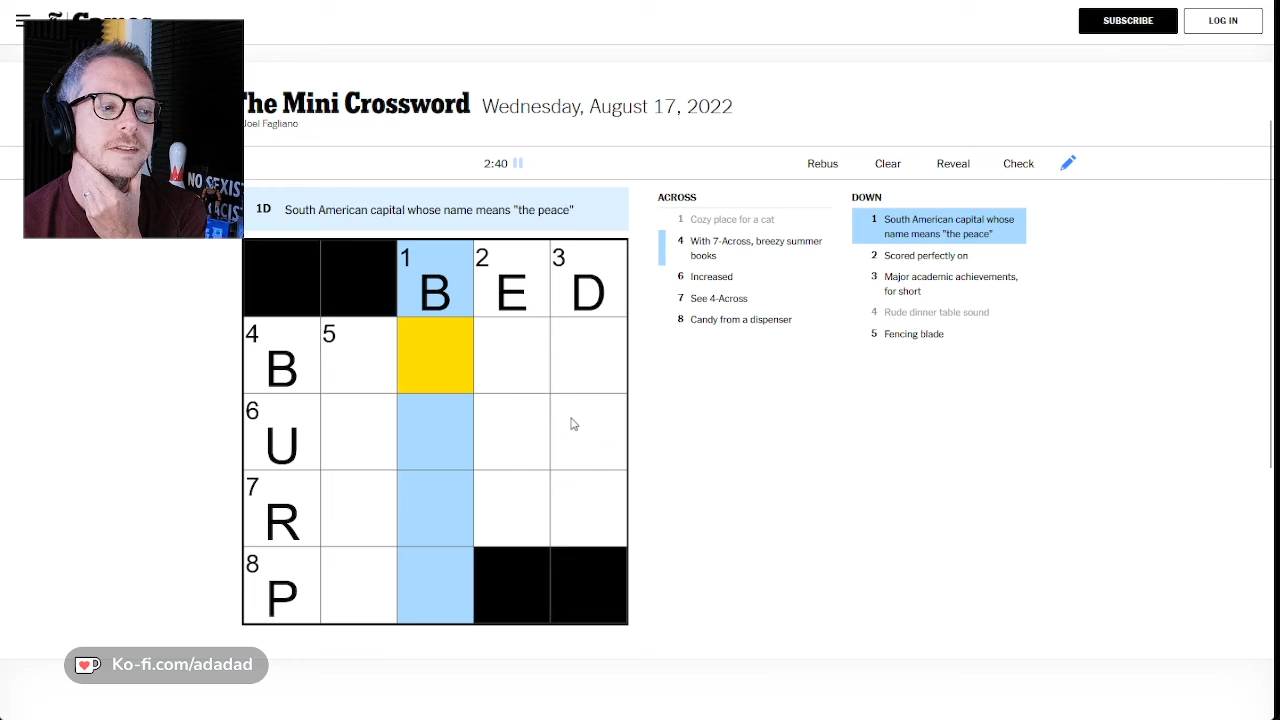 Games
SUBSCRIBE
LOG IN
The Mini Crossword Wednesday, August 17, 2022
Joel Fagliano
NO SEXIST
RACIST
2:40
Rebus Clear Reveal Check
1D South American capital whose name means "the peace"
1 2 3
B E D
4 5
B
6
U
7
R
8
P
ACROSS
1 Cozy place for a cat
4 With 7-Across, breezy summer
books
6 Increased
7 See 4-Across
8 Candy from a dispenser
DOWN
1 South American capital whose
name means "the peace"
2 Scored perfectly on
3 Major academic achievements,
for short
4 Rude dinner table sound
5 Fencing blade
Ko-fi.com/adadad